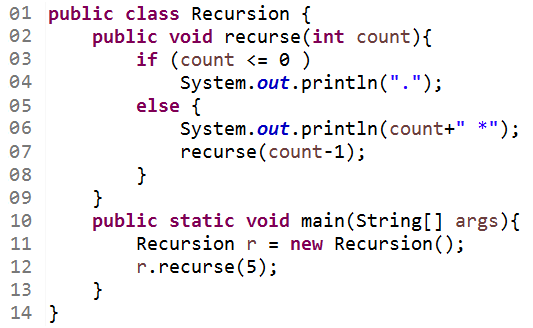 01 public class Recursion {
02     public void recurse(int count){
03         if (count <= 0 )
04             System.out.println(".");
05         else {
06             System.out.println(count+" *");
07             recurse(count-1);
08         }
09     }
10     public static void main(String[] args){
11         Recursion r = new Recursion();
12         r.recurse(5);
13     }
14 }